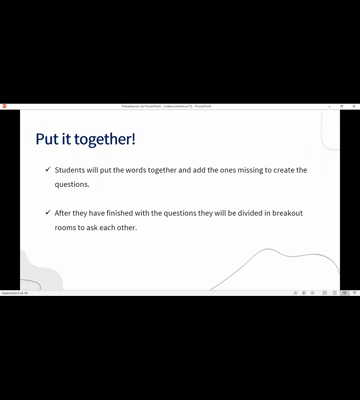 Put it together!
✓ Students will put the words together and add the ones missing to create the
questions.
✓ After they have finished with the questions they will be divided in breakout
rooms to ask each other.